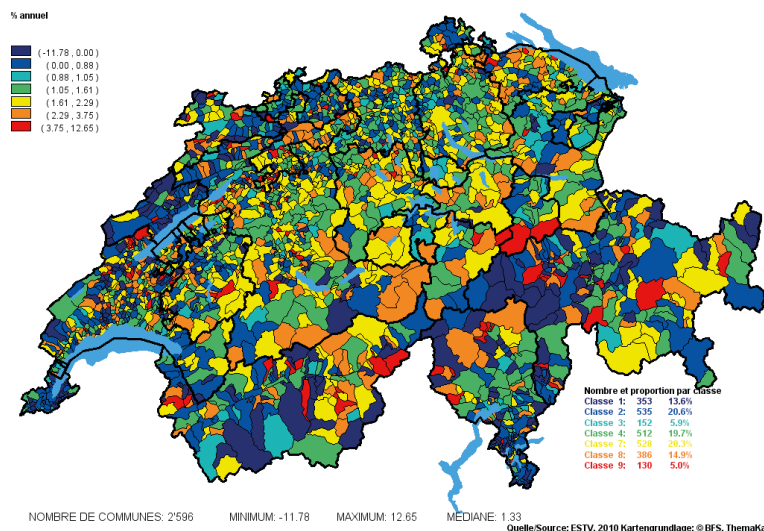 % annuel
(-11.78 , 0.00)
(0.00 , 0.88)
(0.88 , 1.05)
(1.05 , 1.61)
(1.61 , 2.29)
(2.29 , 3.75)
(3.75 , 12.65)
Nombre et proportion par classe
Classe 1: 353 13.6%
Classe 2: 535 20.6%
Classe 3: 152 5.9%
Classe 4: 512 19.7%
Classe 7: 528 20.3%
Classe 8: 386 14.9%
Classe 9: 130 5.0%
NOMBRE DE COMMUNES: 2'596 MINIMUM: -11.78 MAXIMUM: 12.65 MEDIANE: 1.33
Quelle/Source: ESTV, 2010 Kartengrundlage: © BFS, ThemaKa